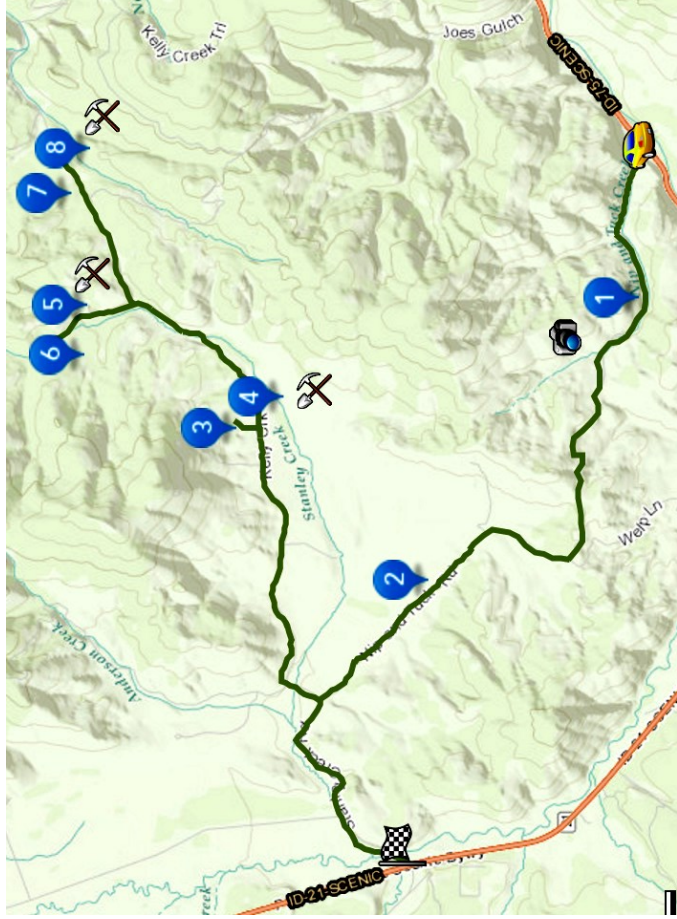 Kelly Creek Trl
Joes Gulch
ID-75-SCENIC
8
7
5
6
1
4
3
Stanley Creek
2
Welp Ln
Anderson Creek
ID-21-SCENIC
Creek